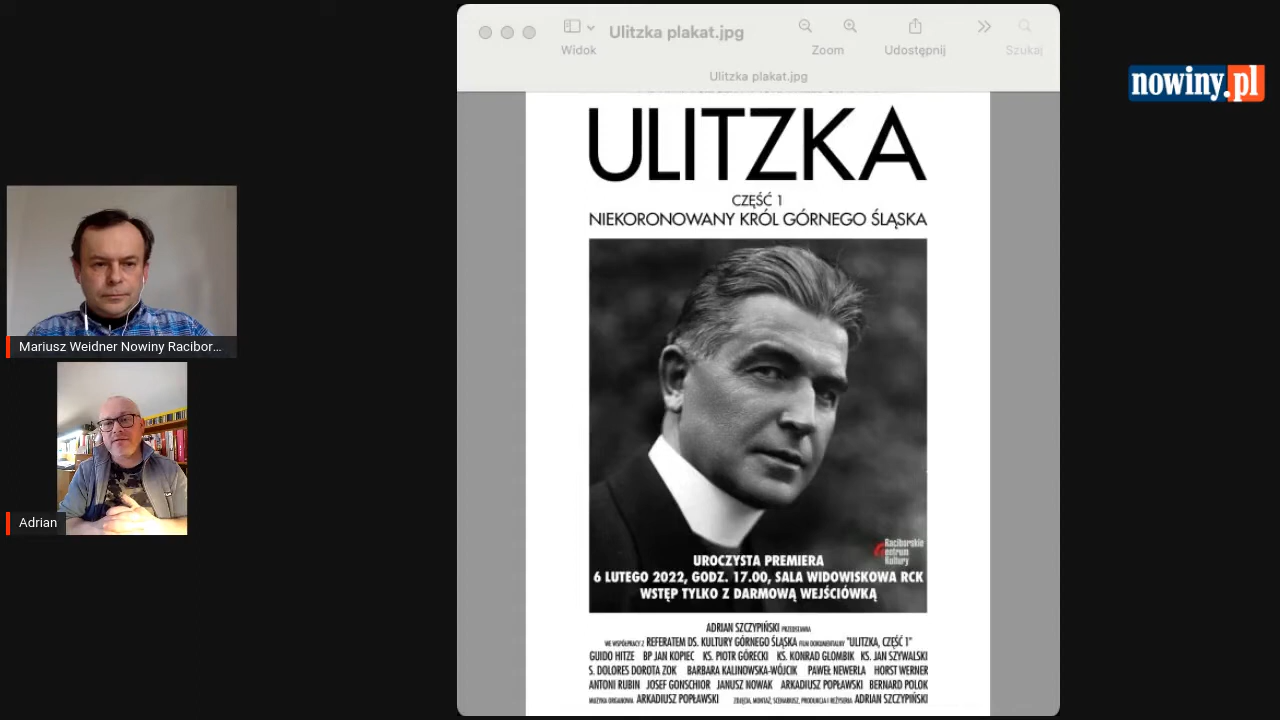 Ulitzka plakat.jpg
Widok
Zoom
Udostępnij
Szukaj
Ulitzka plakat.jpg
nowiny.pl
ULITZKA
CZĘŚĆ 1
NIEKORONOWANY KRÓL GÓRNEGO ŚLĄSKA
Raciborskie
entrum
Kultury
UROCZYSTA PREMIERA
6 LUTEGO 2022, GODZ. 17.00, SALA WIDOWISKOWA RCK
WSTĘP TYLKO Z DARMOWĄ WEJŚCIÓWKĄ
ADRIAN SZCZYPIŃSKI PRZEDSTAWIA
WE WSPÓŁPRACY Z REFERATEM DS. KULTURY GÓRNEGO ŚLĄSKA FILM DOKUMENTALNY "ULITZKA, CZĘŚĆ 1"
GUIDO HITZE BP JAN KOPIEC KS. PIOTR GÓRECKI KS. KONRAD GLOMBIK KS. JAN SZYWALSKI
S. DOLORES DOROTA ZOK BARBARA KALINOWSKA-WÓJCIK PAWEŁ NEWERLA HORST WERNER
ANTONI RUBIN JOSEF GONSCHIOR JANUSZ NOWAK ARKADIUSZ POPŁAWSKI BERNARD POLOK
MUZYKA ORGANOWA ARKADIUSZ POPŁAWSKI ZDJĘCIA, MONTAŻ, SCENARIUSZ, PRODUKCJA I REŻYSERIA ADRIAN SZCZYPIŃSKI
Mariusz Weidner Nowiny Racibor...
Adrian